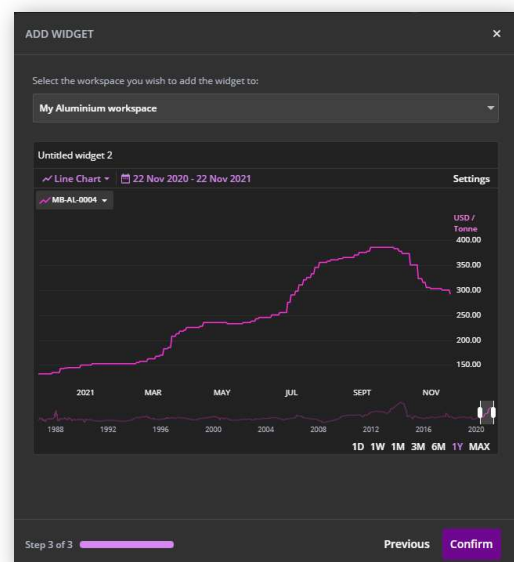 ADD WIDGET ×
Select the workspace you wish to add the widget to:
My Aluminium workspace
Untitled widget 2
Line Chart 22 Nov 2020 - 22 Nov 2021 Settings
MB-AL-0004
USD /
Tonne
400.00
350.00
300.00
250.00
200.00
150.00
2021 MAR MAY JUL SEPT NOV
1988 1992 1996 2000 2004 2008 2012 2016 2020
1D 1W 1M 3M 6M 1Y MAX
Step 3 of 3 Previous Confirm